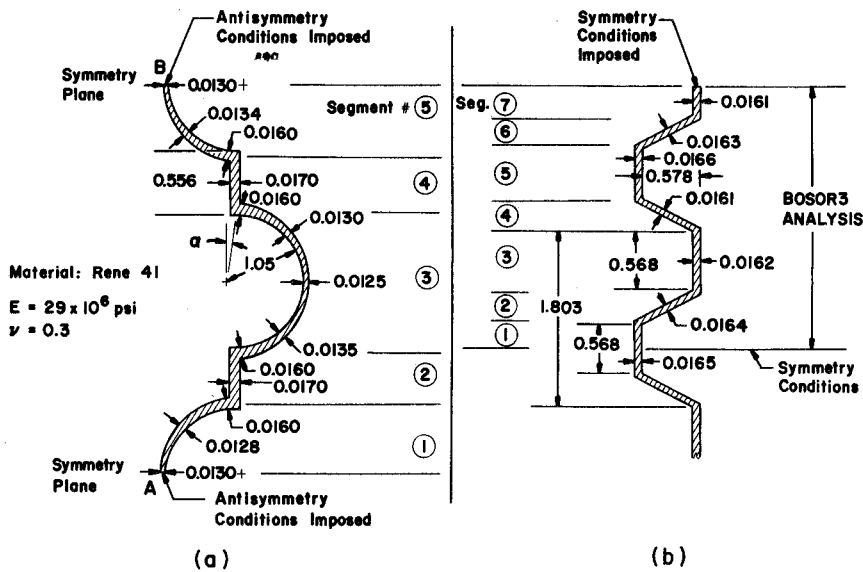 Antisymmetry
Conditions Imposed
B
Symmetry
Plane
0.0130+
0.0134
0.0160
Segment # 5
0.556
0.0170
4
0.0160
0.0130
α
1.05
0.0125
3
Material: Rene 41
E = 29 x 10⁶ psi
ν = 0.3
0.0135
0.0160
0.0170
2
0.0160
0.0128
1
Symmetry
Plane
A
0.0130+
Antisymmetry
Conditions Imposed
(a)
Symmetry
Conditions
Imposed
Seg. 7
0.0161
6
0.0163
0.0166
5
0.578
0.0161
4
BOSOR3
ANALYSIS
3
0.568
0.0162
2
1.803
0.0164
1
0.568
0.0165
Symmetry
Conditions
(b)